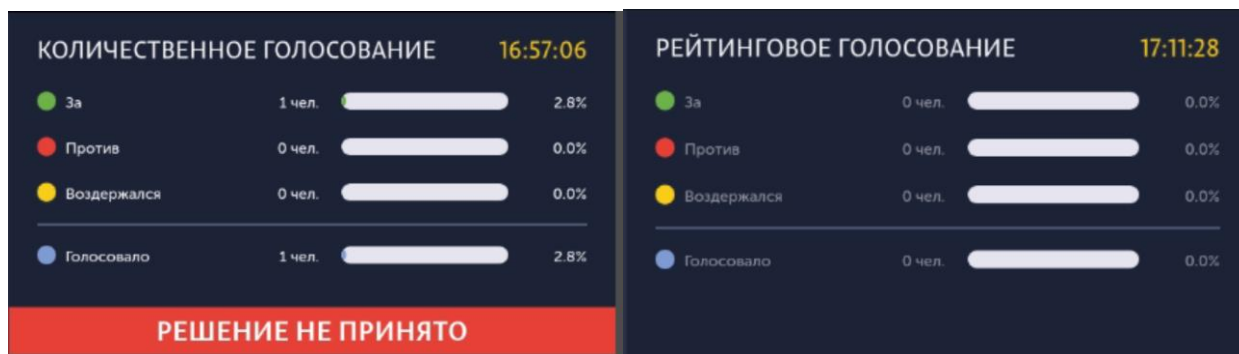 КОЛИЧЕСТВЕННОЕ ГОЛОСОВАНИЕ 16:57:06
За 1 чел. 2.8%
Против 0 чел. 0.0%
Воздержался 0 чел. 0.0%
Голосовало 1 чел. 2.8%
РЕШЕНИЕ НЕ ПРИНЯТО
РЕЙТИНГОВОЕ ГОЛОСОВАНИЕ 17:11:28
За 0 чел. 0.0%
Против 0 чел. 0.0%
Воздержался 0 чел. 0.0%
Голосовало 0 чел. 0.0%